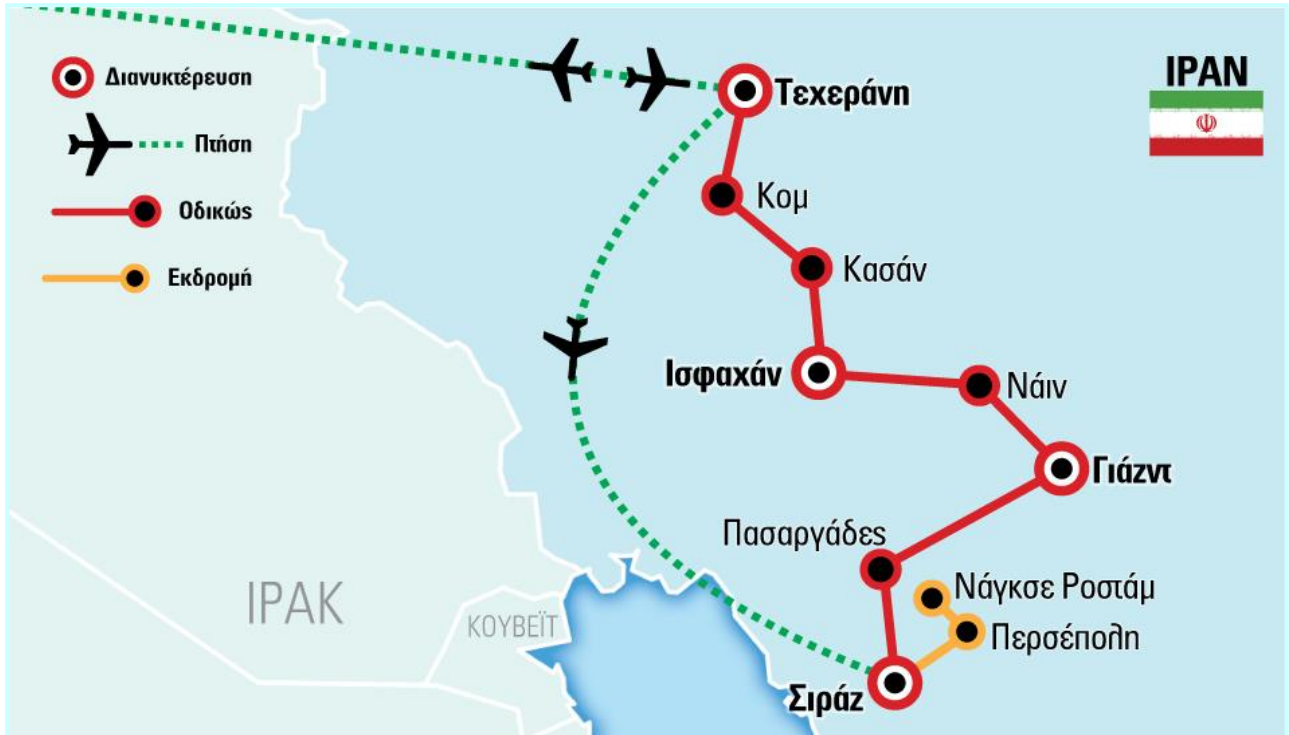 Διανυκτέρευση
Πτήση
Οδικώς
Εκδρομή
ΙΡΑΝ
Τεχεράνη
Κομ
Κασάν
Ισφαχάν
Νάιν
Γιάζντ
Πασαργάδες
Νάγκσε Ροστάμ
Περσέπολη
Σιράζ
ΙΡΑΚ
ΚΟΥΒΕΪΤ